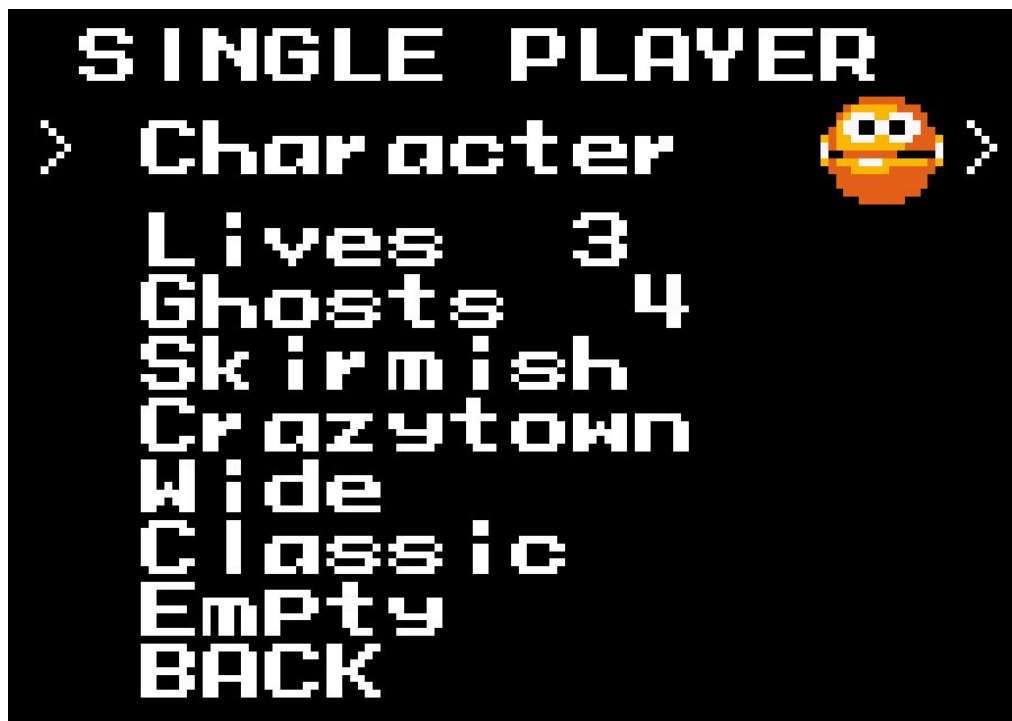 SINGLE PLAYER
> Character >
Lives 3
Ghosts 4
Skirmish
Crazytown
Wide
Classic
Empty
BACK